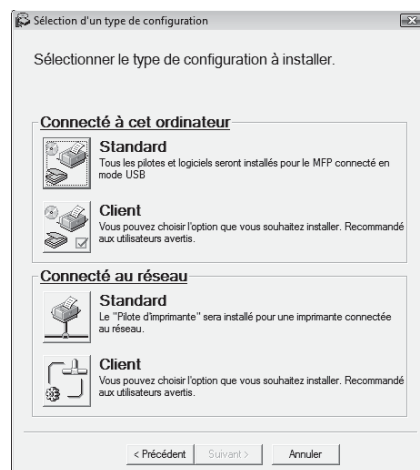 Sélection d'un type de configuration
Sélectionner le type de configuration à installer.
Connecté à cet ordinateur
Standard
Tous les pilotes et logiciels seront installés pour le MFP connecté en
mode USB
Client
Vous pouvez choisir l'option que vous souhaitez installer. Recommandé
aux utilisateurs avertis.
Connecté au réseau
Standard
Le "Pilote d'imprimante" sera installé pour une imprimante connectée
au réseau.
Client
Vous pouvez choisir l'option que vous souhaitez installer. Recommandé
aux utilisateurs avertis.
< Précédent
Suivant >
Annuler